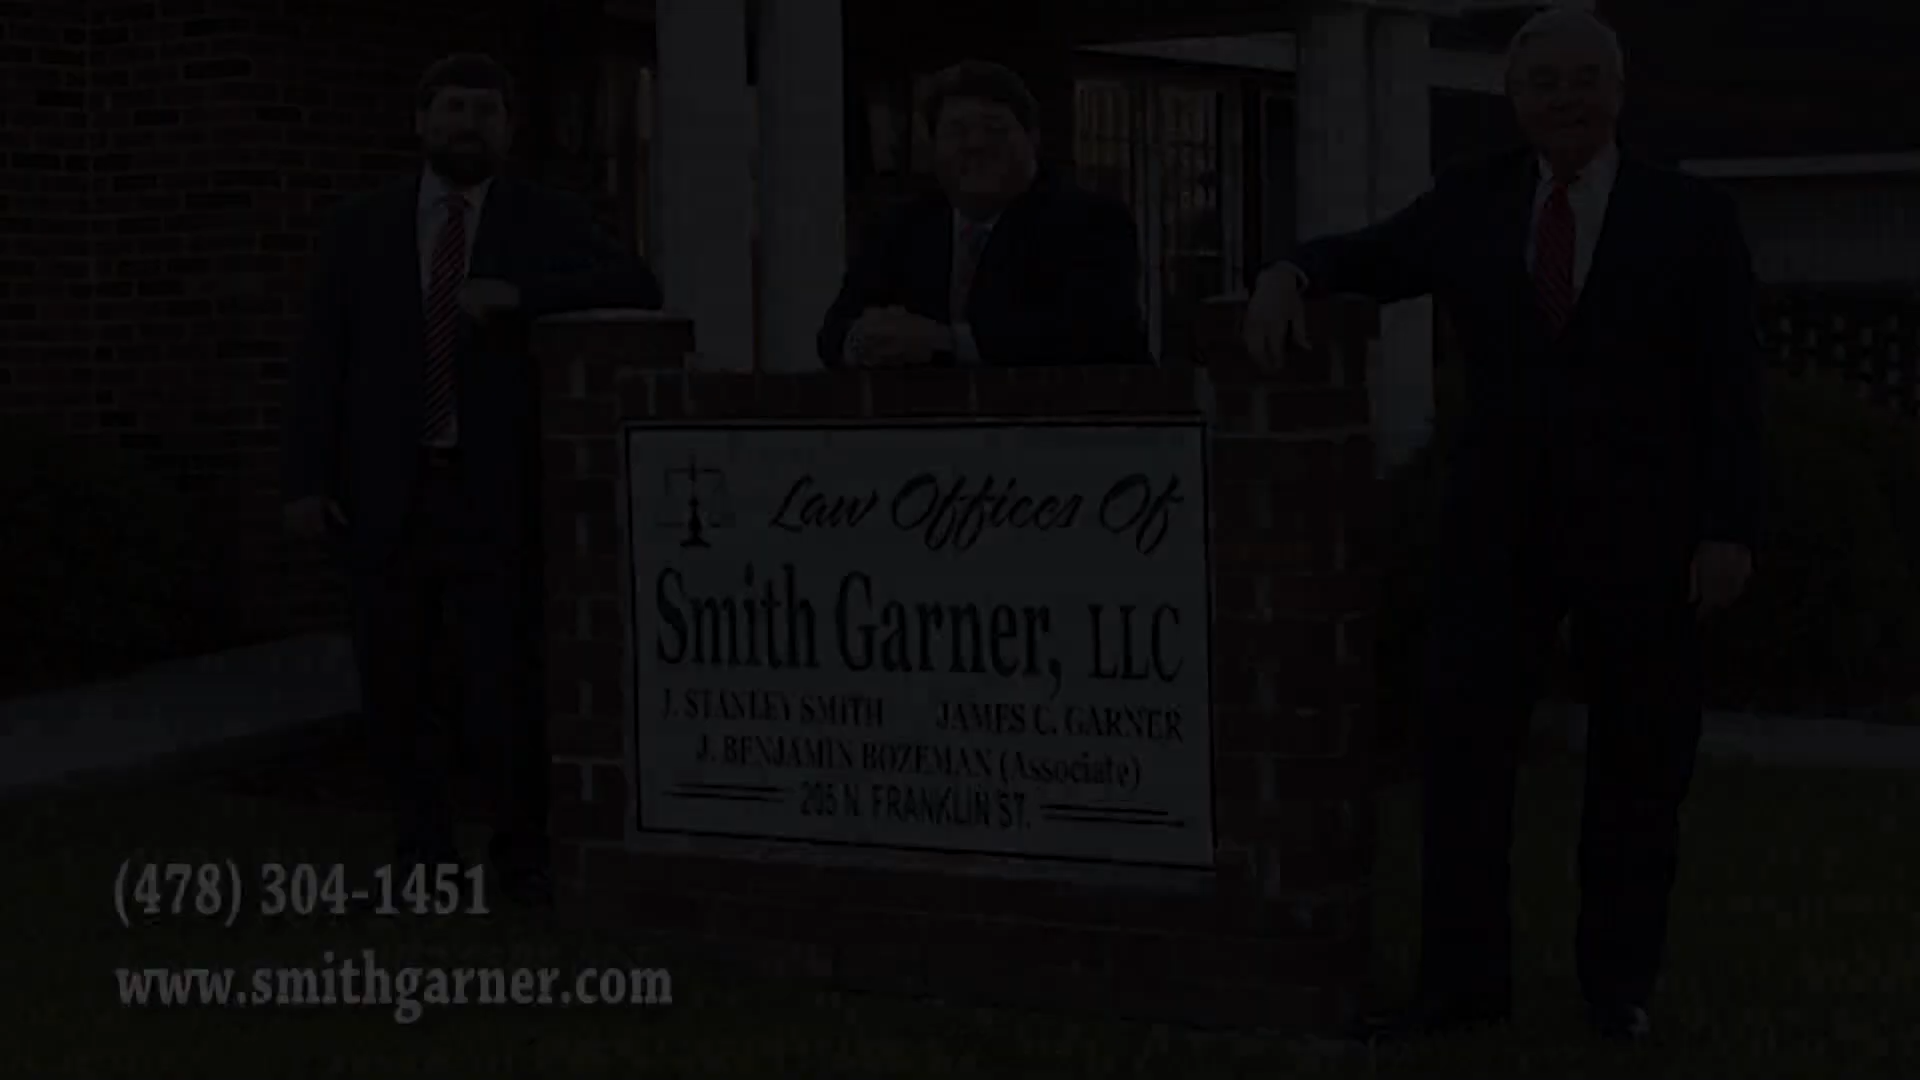 Law Offices Of
Smith Garner, LLC
J. STANLEY SMITH JAMES C. GARNER
J. BENJAMIN BOZEMAN (Associate)
205 N. FRANKLIN ST.
(478) 304-1451
www.smithgarner.com